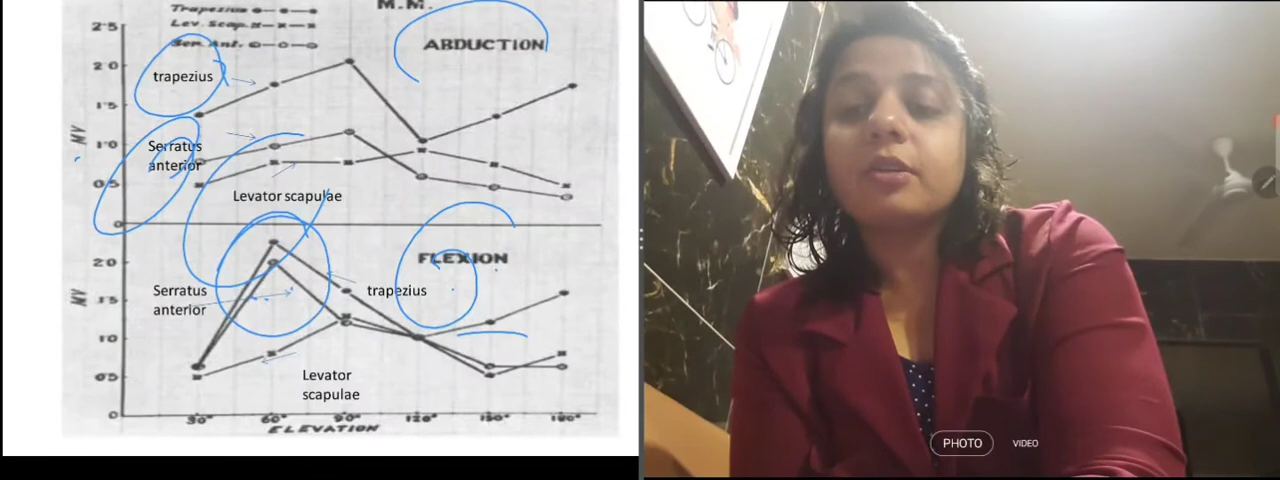 M.M.
Trapezius
Lev. Scap.
Ser. Ant.
ABDUCTION
2·5
2·0
1·5
1·0
0·5
0
MV
trapezius
Serratus
anterior
Levator scapulae
FLEXION
2·0
1·5
1·0
0·5
0
MV
Serratus
anterior
trapezius
Levator
scapulae
30° 60° 90° 120° 150° 180°
ELEVATION
PHOTO VIDEO